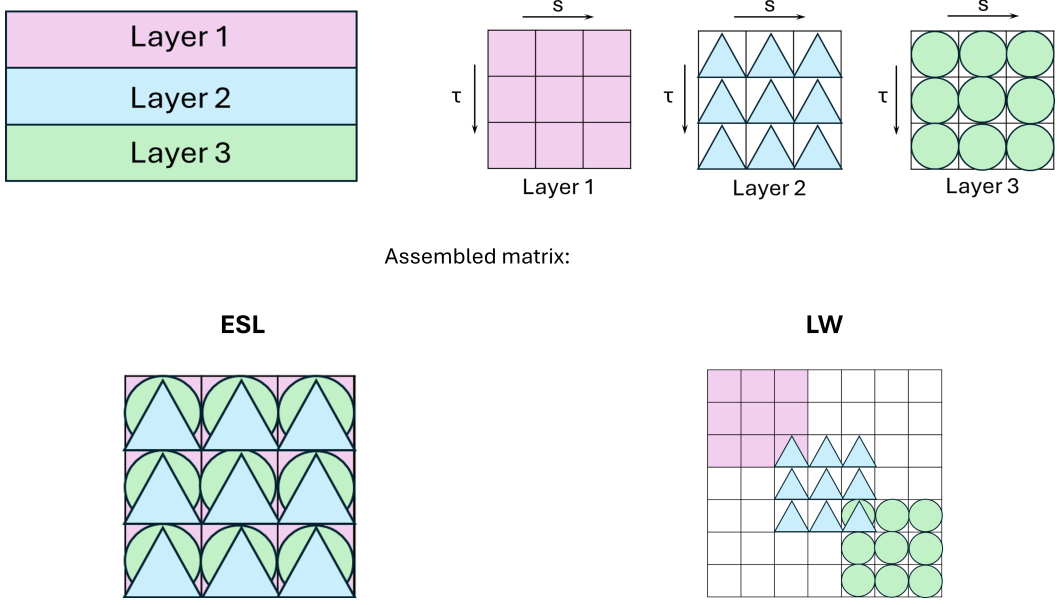 Layer 1
Layer 2
Layer 3
s
τ
Layer 1
s
τ
Layer 2
s
τ
Layer 3
Assembled matrix:
ESL
LW